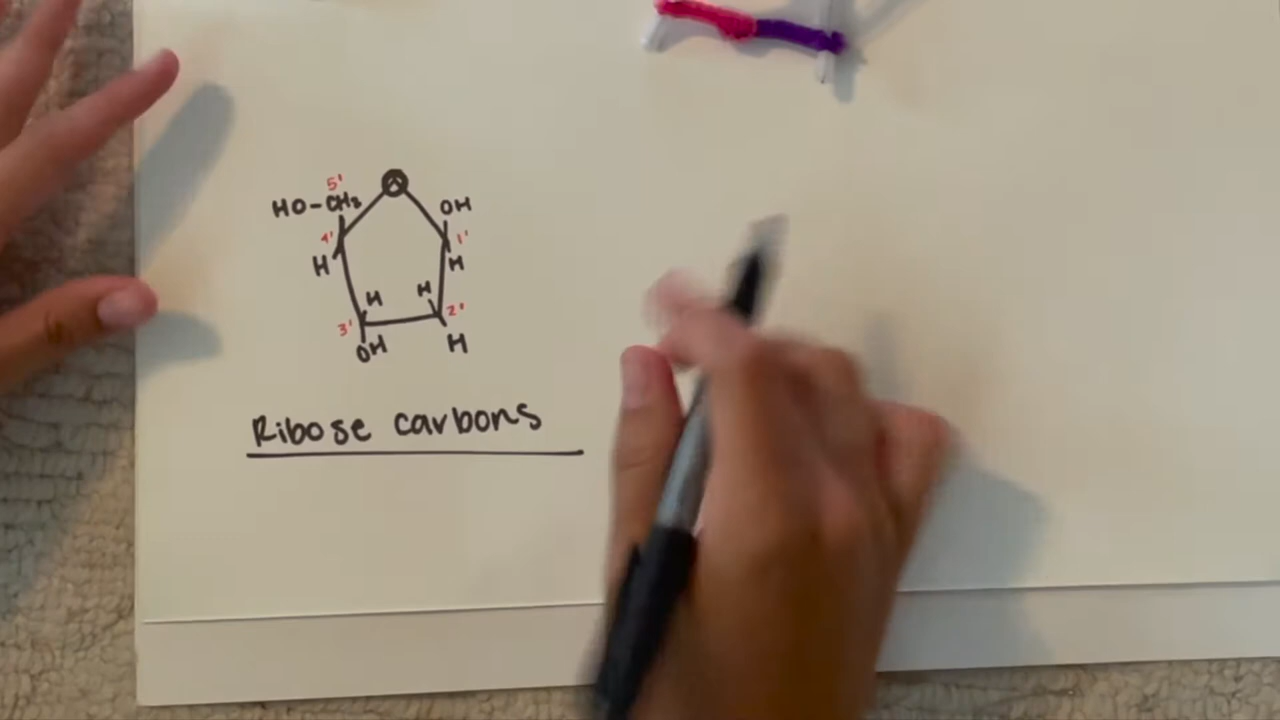 5'
HO-CH₂ OH
4' 1'
H H
H H
3' 2'
OH H
Ribose carbons